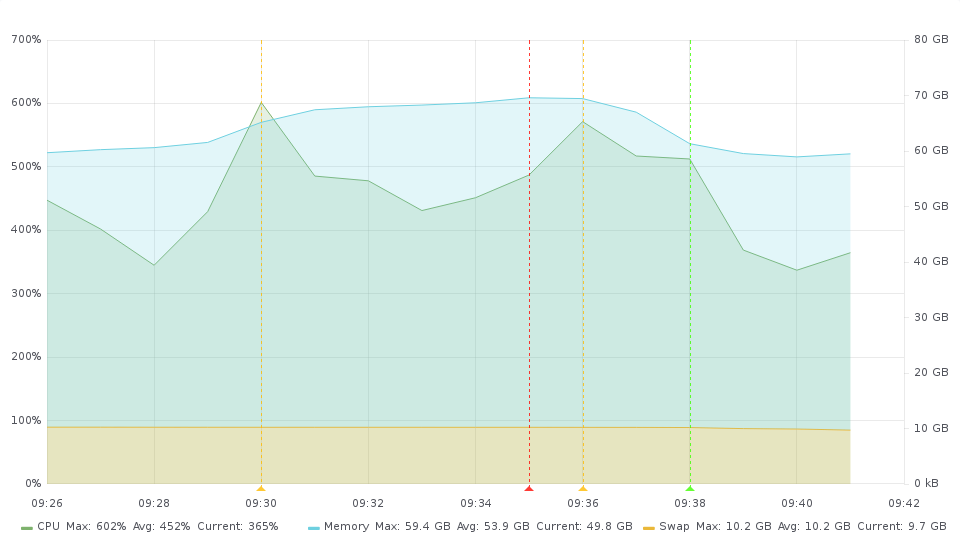 700%
600%
500%
400%
300%
200%
100%
0%
80 GB
70 GB
60 GB
50 GB
40 GB
30 GB
20 GB
10 GB
0 kB
09:26 09:28 09:30 09:32 09:34 09:36 09:38 09:40 09:42
CPU Max: 602% Avg: 452% Current: 365% Memory Max: 59.4 GB Avg: 53.9 GB Current: 49.8 GB Swap Max: 10.2 GB Avg: 10.2 GB Current: 9.7 GB